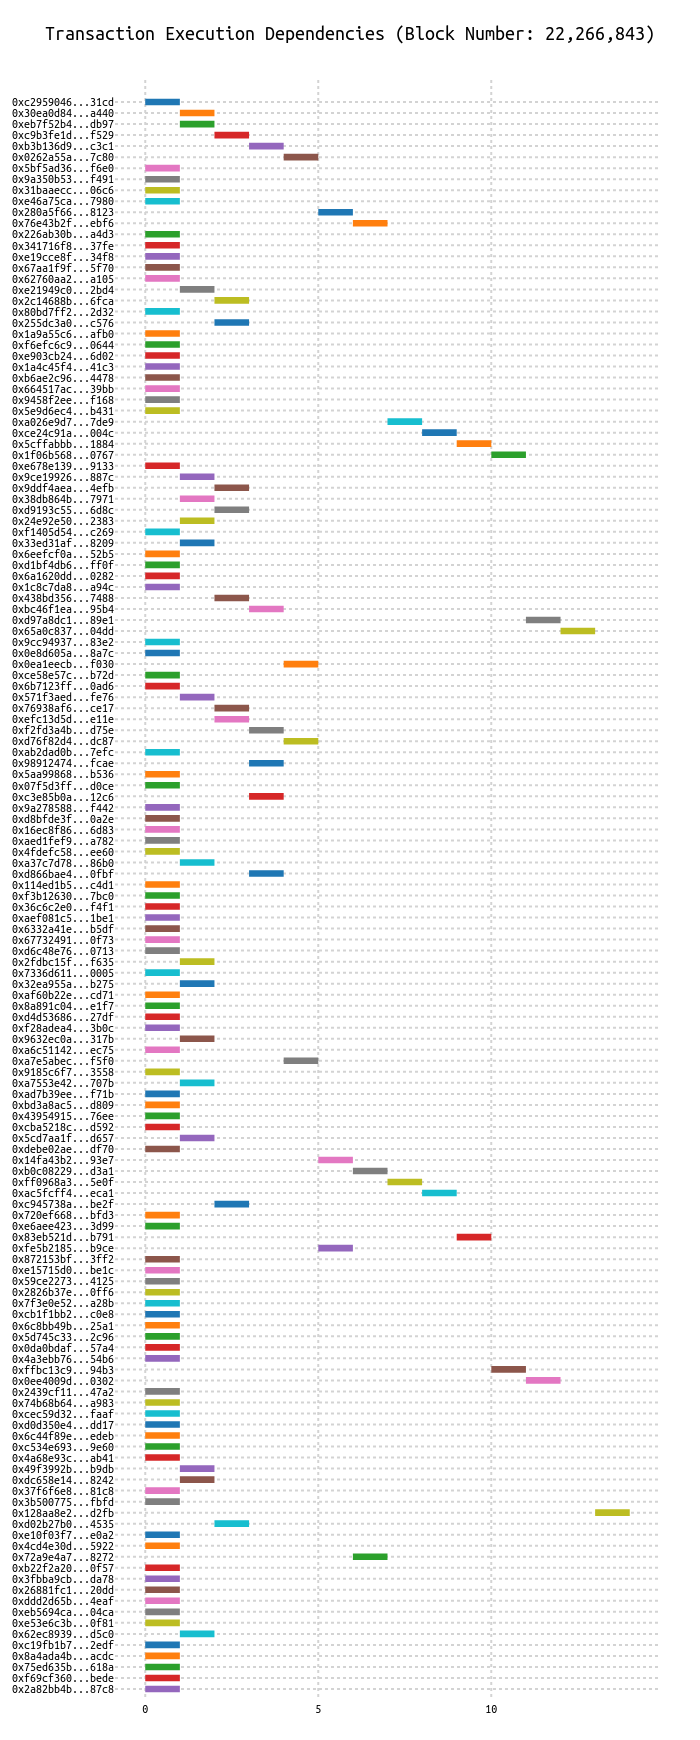 Transaction Execution Dependencies (Block Number: 22,266,843)
0xc2959046...31cd
0x30ea0d84...a440
0xeb7f52b4...db97
0xc9b3fe1d...f529
0xb3b136d9...c3c1
0x0262a55a...7c80
0x5bf5ad36...f6e0
0x9a350b53...f491
0x31baaecc...06c6
0xe46a75ca...7980
0x280a5f66...8123
0x76e43b2f...ebf6
0x226ab30b...a4d3
0x341716f8...37fe
0xe19cce8f...34f8
0x67aa1f9f...5f70
0x62760aa2...a105
0xe21949c0...2bd4
0x2c14688b...6fca
0x80bd7ff2...2d32
0x255dc3a0...c576
0x1a9a55c6...afb0
0xf6efc6c9...0644
0xe903cb24...6d02
0x1a4c45f4...41c3
0xb6ae2c96...4478
0x664517ac...39bb
0x9458f2ee...f168
0x5e9d6ec4...b431
0xa026e9d7...7de9
0xce24c91a...004c
0x5cffabbb...1884
0x1f06b568...0767
0xe678e139...9133
0x9ce19926...887c
0x9ddf4aea...4efb
0x38db864b...7971
0xd9193c55...6d8c
0x24e92e50...2383
0xf1405d54...c269
0x33ed31af...8209
0x6eefcf0a...52b5
0xd1bf4db6...ff0f
0x6a1620dd...0282
0x1c8c7da8...a94c
0x438bd356...7488
0xbc46f1ea...95b4
0xd97a8dc1...89e1
0x65a0c837...04dd
0x9cc94937...83e2
0x0e8d605a...8a7c
0x0ea1eecb...f030
0xce58e57c...b72d
0x6b7123ff...0ad6
0x571f3aed...fe76
0x76938af6...ce17
0xefc13d5d...e11e
0xf2fd3a4b...d75e
0xd76f82d4...dc87
0xab2dad0b...7efc
0x98912474...fcae
0x5aa99868...b536
0x07f5d3ff...d0ce
0xc3e85b0a...12c6
0x9a278588...f442
0xd8bfde3f...0a2e
0x16ec8f86...6d83
0xaed1fef9...a782
0x4fdefc58...ee60
0xa37c7d78...86b0
0xd866bae4...0fbf
0x114ed1b5...c4d1
0xf3b12630...7bc0
0x36c6c2e0...f4f1
0xaef081c5...1be1
0x6332a41e...b5df
0x67732491...0f73
0xd6c48e76...0713
0x2fdbc15f...f635
0x7336d611...0005
0x32ea955a...b275
0xaf60b22e...cd71
0x8a891c04...e1f7
0xd4d53686...27df
0xf28adea4...3b0c
0x9632ec0a...317b
0xa6c51142...ec75
0xa7e5abec...f5f0
0x9185c6f7...3558
0xa7553e42...707b
0xad7b39ee...f71b
0xbd3a8ac5...d809
0x43954915...76ee
0xcba5218c...d592
0x5cd7aa1f...d657
0xdebe02ae...df70
0x14fa43b2...93e7
0xb0c08229...d3a1
0xff0968a3...5e0f
0xac5fcff4...eca1
0xc945738a...be2f
0x720ef668...bfd3
0xe6aee423...3d99
0x83eb521d...b791
0xfe5b2185...b9ce
0x872153bf...3ff2
0xe15715d0...be1c
0x59ce2273...4125
0x2826b37e...0ff6
0x7f3e0e52...a28b
0xcb1f1bb2...c0e8
0x6c8bb49b...25a1
0x5d745c33...2c96
0x0da0bdaf...57a4
0x4a3ebb76...54b6
0xffbc13c9...94b3
0x0ee4009d...0302
0x2439cf11...47a2
0x74b68b64...a983
0xcec59d32...faaf
0xd0d350e4...dd17
0x6c44f89e...edeb
0xc534e693...9e60
0x4a68e93c...ab41
0x49f3992b...b9db
0xdc658e14...8242
0x37f6f6e8...81c8
0x3b500775...fbfd
0x128aa8e2...d2fb
0xd02b27b0...4535
0xe10f03f7...e0a2
0x4cd4e30d...5922
0x72a9e4a7...8272
0xb22f2a20...0f57
0x3fbba9cb...da78
0x26881fc1...20dd
0xddd2d65b...4eaf
0xeb5694ca...04ca
0xe53e6c3b...0f81
0x62ec8939...d5c0
0xc19fb1b7...2edf
0x8a4ada4b...acdc
0x75ed635b...618a
0xf69cf360...bede
0x2a82bb4b...87c8
0 5 10